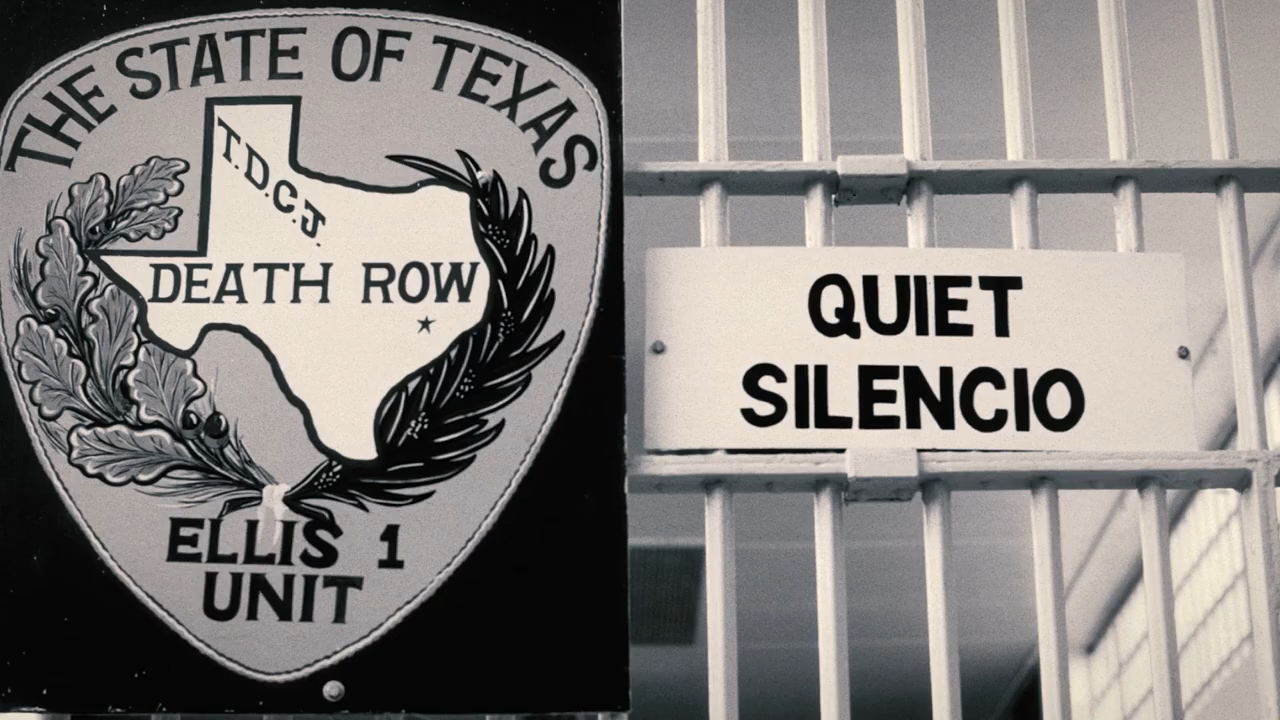 THE STATE OF TEXAS
T.D.C.J.
DEATH ROW
ELLIS 1
UNIT
QUIET
SILENCIO